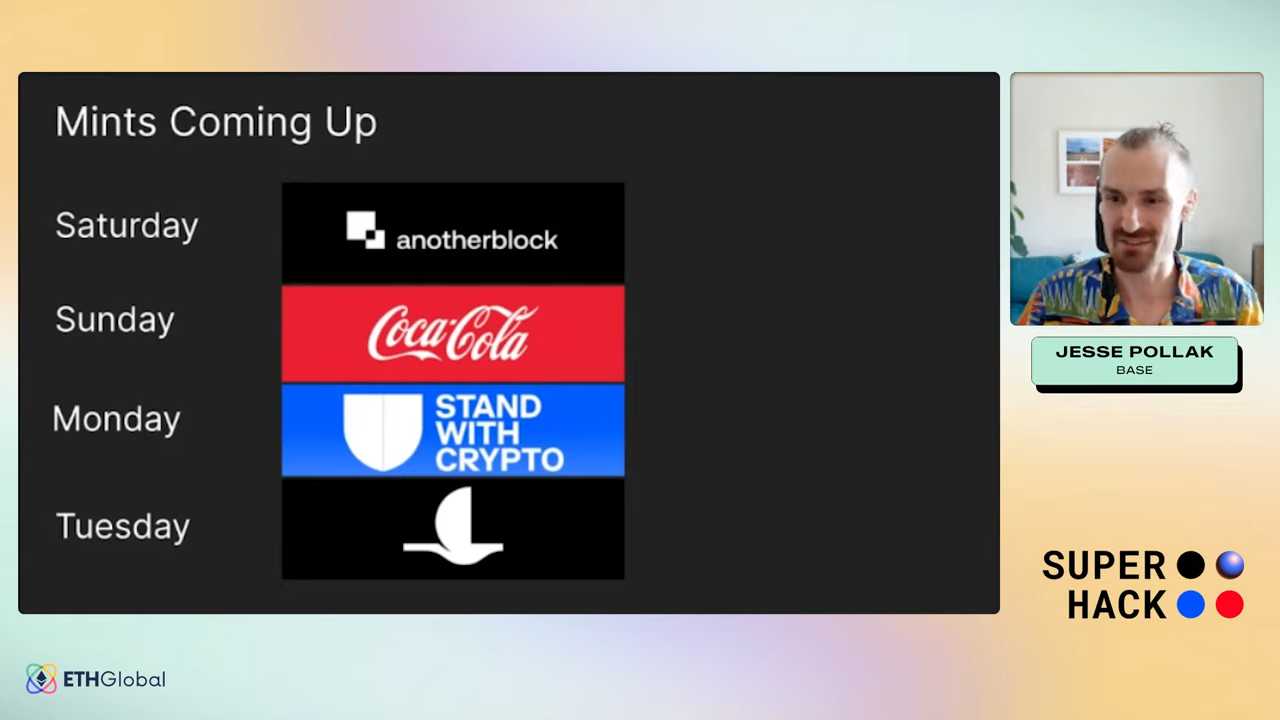 Mints Coming Up
Saturday
anotherblock
Sunday
Coca-Cola
Monday
STAND
WITH
CRYPTO
Tuesday
JESSE POLLAK
BASE
SUPER
HACK
ETHGlobal